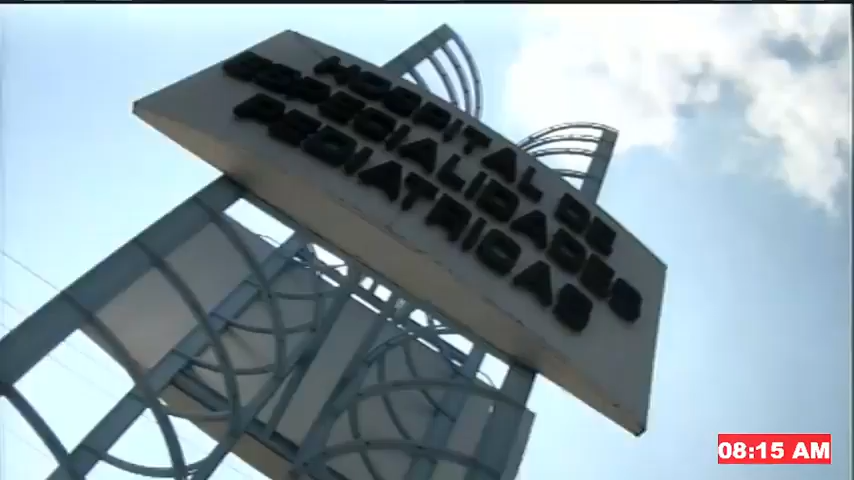 HOSPITAL DE
ESPECIALIDADES
PEDIATRICAS
08:15 AM